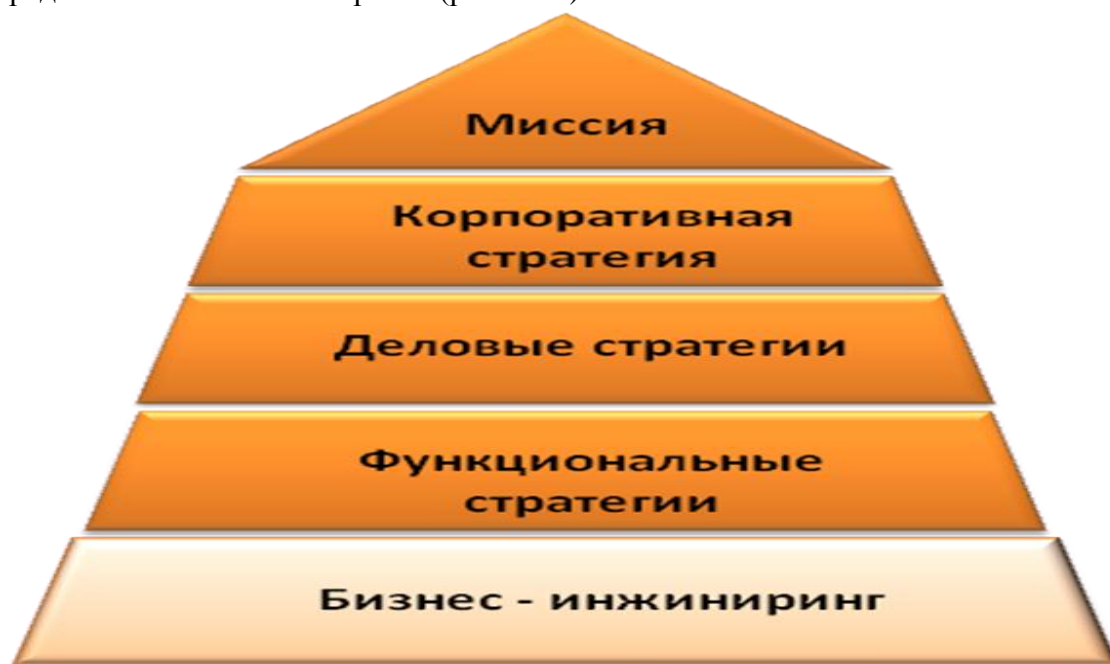 Миссия
Корпоративная
стратегия
Деловые стратегии
Функциональные
стратегии
Бизнес - инжиниринг